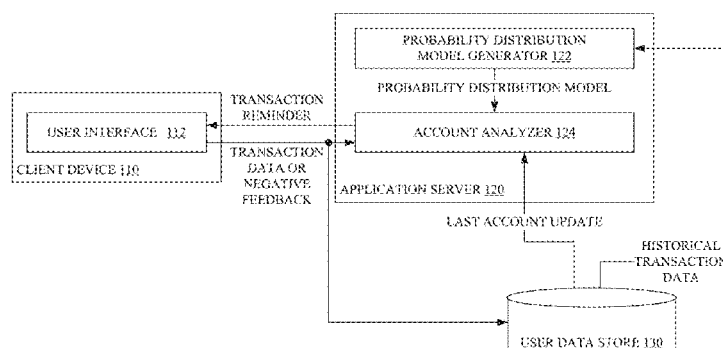 PROBABILITY DISTRIBUTION
MODEL GENERATOR 122
PROBABILITY DISTRIBUTION MODEL
TRANSACTION
REMINDER
USER INTERFACE 112
ACCOUNT ANALYZER 124
CLIENT DEVICE 110
TRANSACTION
DATA OR
NEGATIVE
FEEDBACK
APPLICATION SERVER 120
LAST ACCOUNT UPDATE
HISTORICAL
TRANSACTION
DATA
USER DATA STORE 130